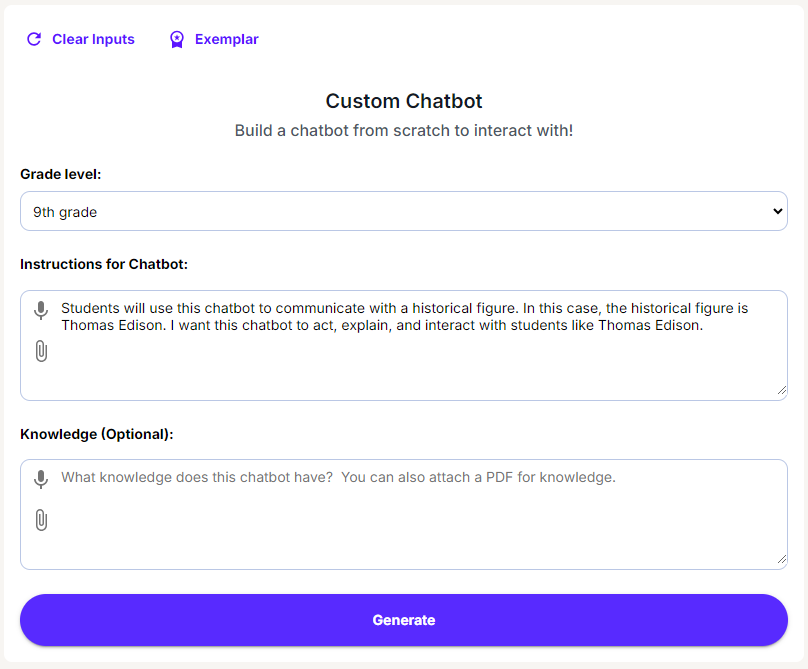 Clear Inputs
Exemplar
Custom Chatbot
Build a chatbot from scratch to interact with!
Grade level:
9th grade
Instructions for Chatbot:
Students will use this chatbot to communicate with a historical figure. In this case, the historical figure is
Thomas Edison. I want this chatbot to act, explain, and interact with students like Thomas Edison.
Knowledge (Optional):
What knowledge does this chatbot have?  You can also attach a PDF for knowledge.
Generate